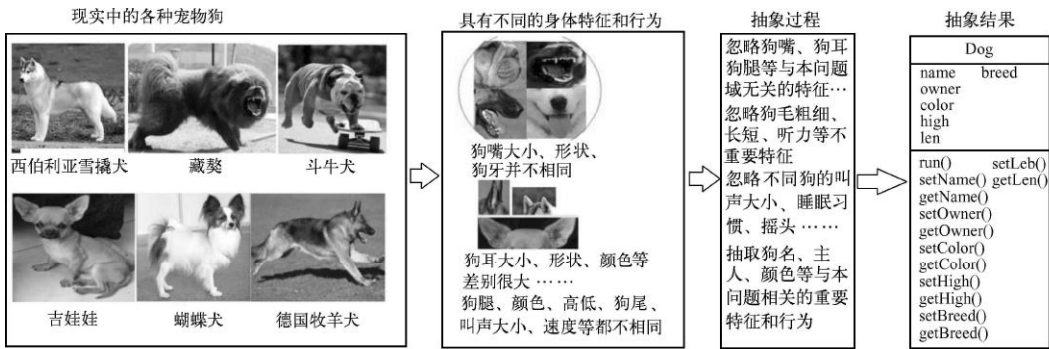 现实中的各种宠物狗
西伯利亚雪撬犬
藏獒
斗牛犬
吉娃娃
蝴蝶犬
德国牧羊犬
具有不同的身体特征和行为
狗嘴大小、形状、
狗牙并不相同
狗耳大小、形状、颜色等
差别很大 ……
狗腿、颜色、高低、狗尾、
叫声大小、速度等都不相同
抽象过程
忽略狗嘴、狗耳
狗腿等与本问题
域无关的特征…
忽略狗毛粗细、
长短、听力等不
重要特征
忽略不同狗的叫
声大小、睡眠习
惯、摇头 ……
抽取狗名、主
人、颜色等与本
问题相关的重要
特征和行为
抽象结果
Dog
name breed
owner
color
high
len
run() setLeb()
setName() getLen()
getName()
setOwner()
getOwner()
setColor()
getColor()
setHigh()
getHigh()
setBreed()
getBreed()